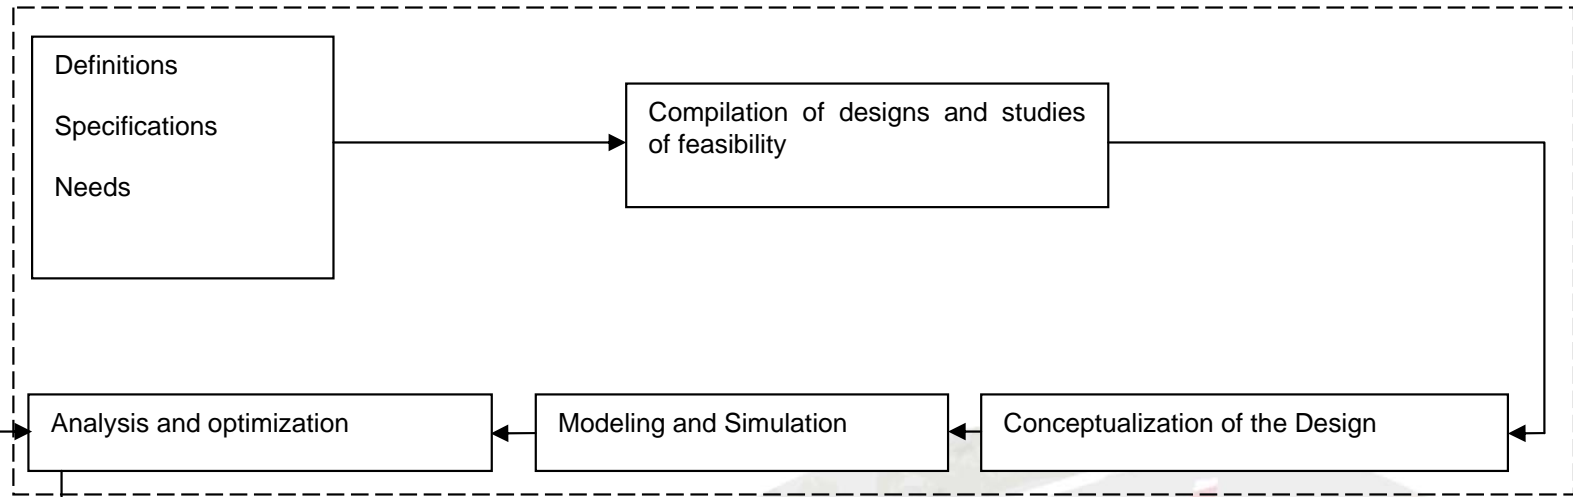 Definitions
Specifications
Needs
Compilation of designs and studies
of feasibility
Analysis and optimization
Modeling and Simulation
Conceptualization of the Design